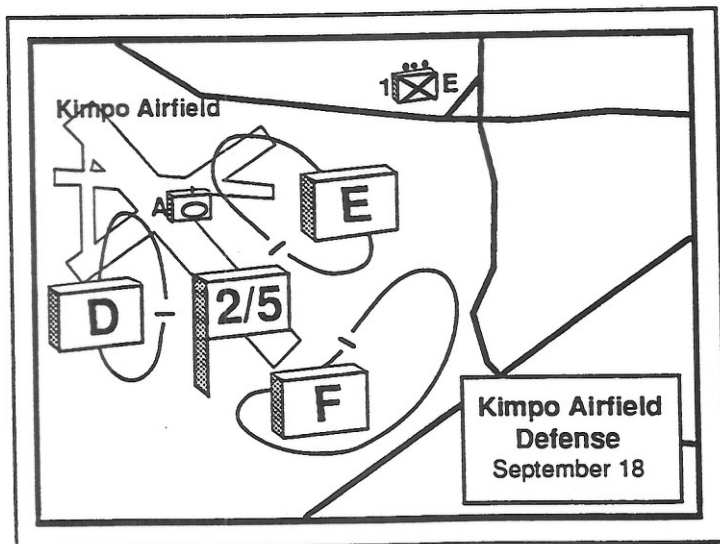 1 E
Kimpo Airfield
A
E
D
2/5
F
Kimpo Airfield
Defense
September 18